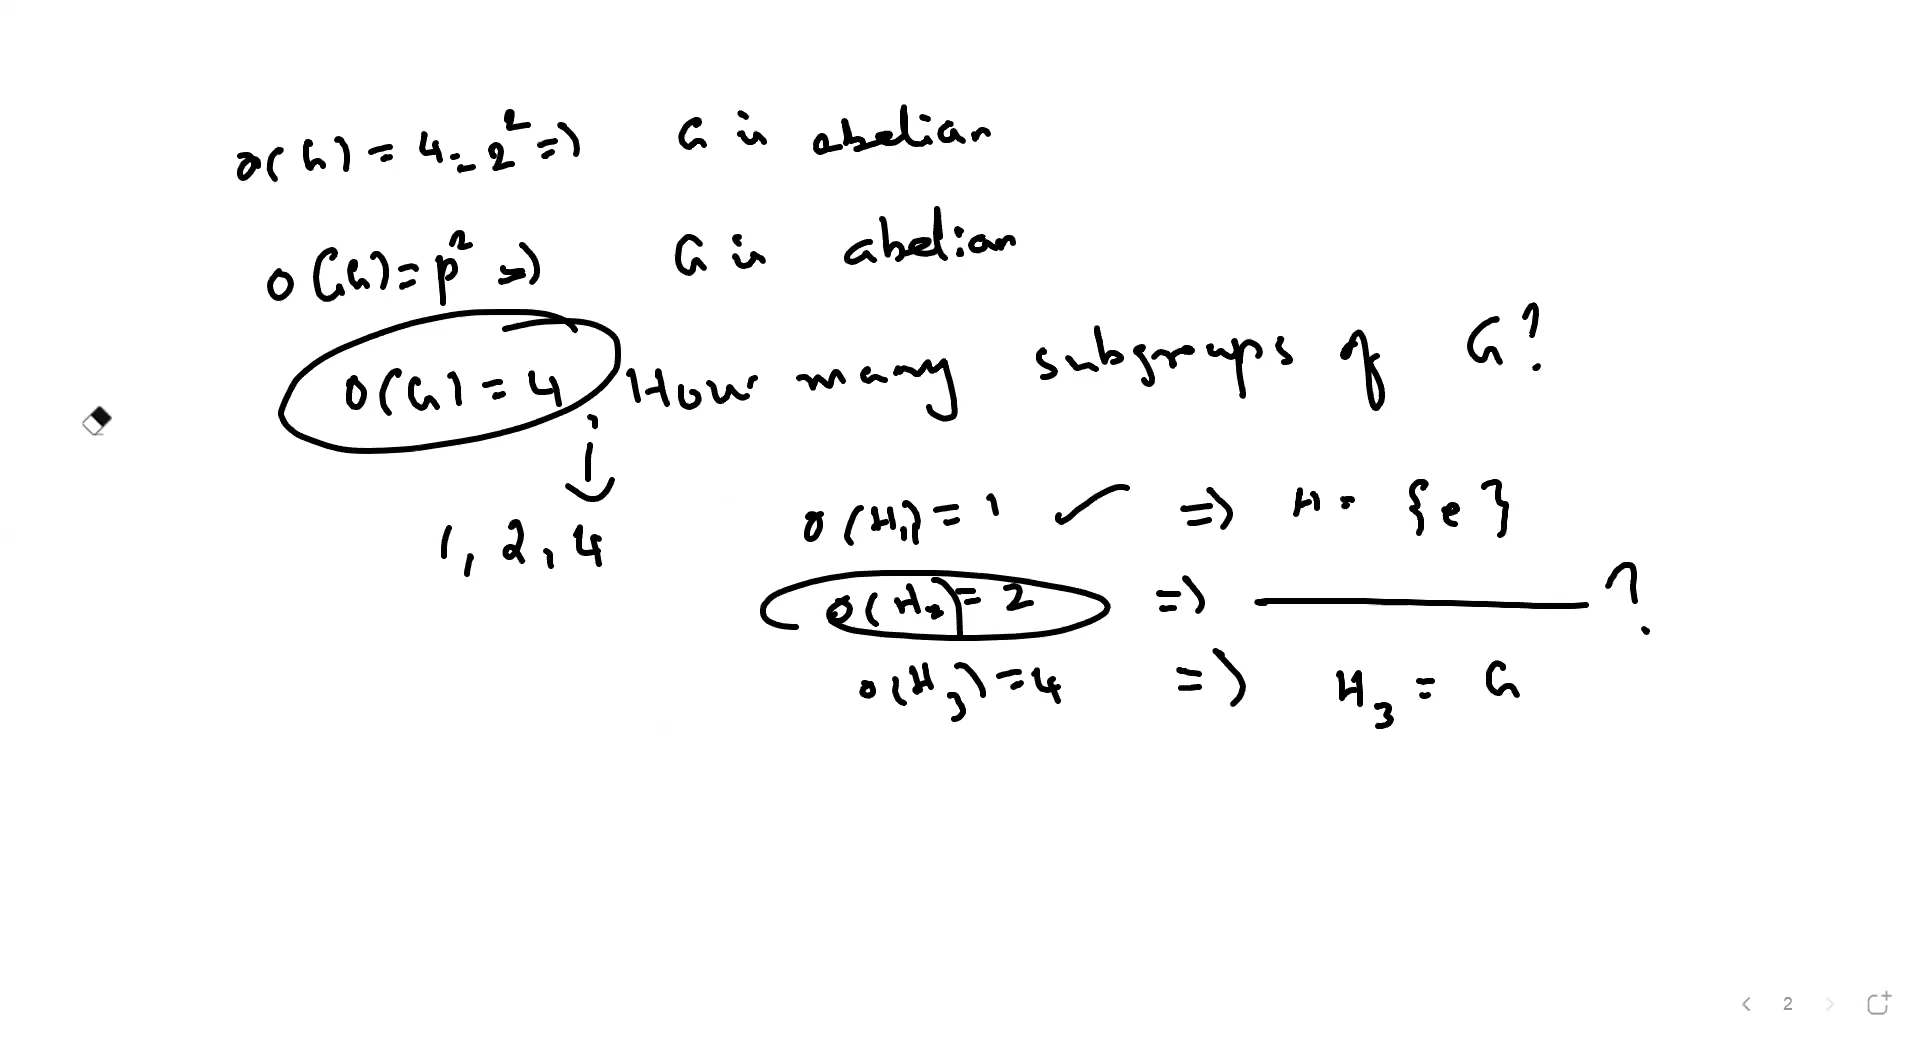 o(G) = 4 = 2² => G is abelian
o(G) = p² => G is abelian
o(G) = 4, How many subgroups of G?
1, 2, 4
o(H₁) = 1 ✓ => H = {e}
o(H₂) = 2 => ________ ?
o(H₃) = 4 => H₃ = G
2